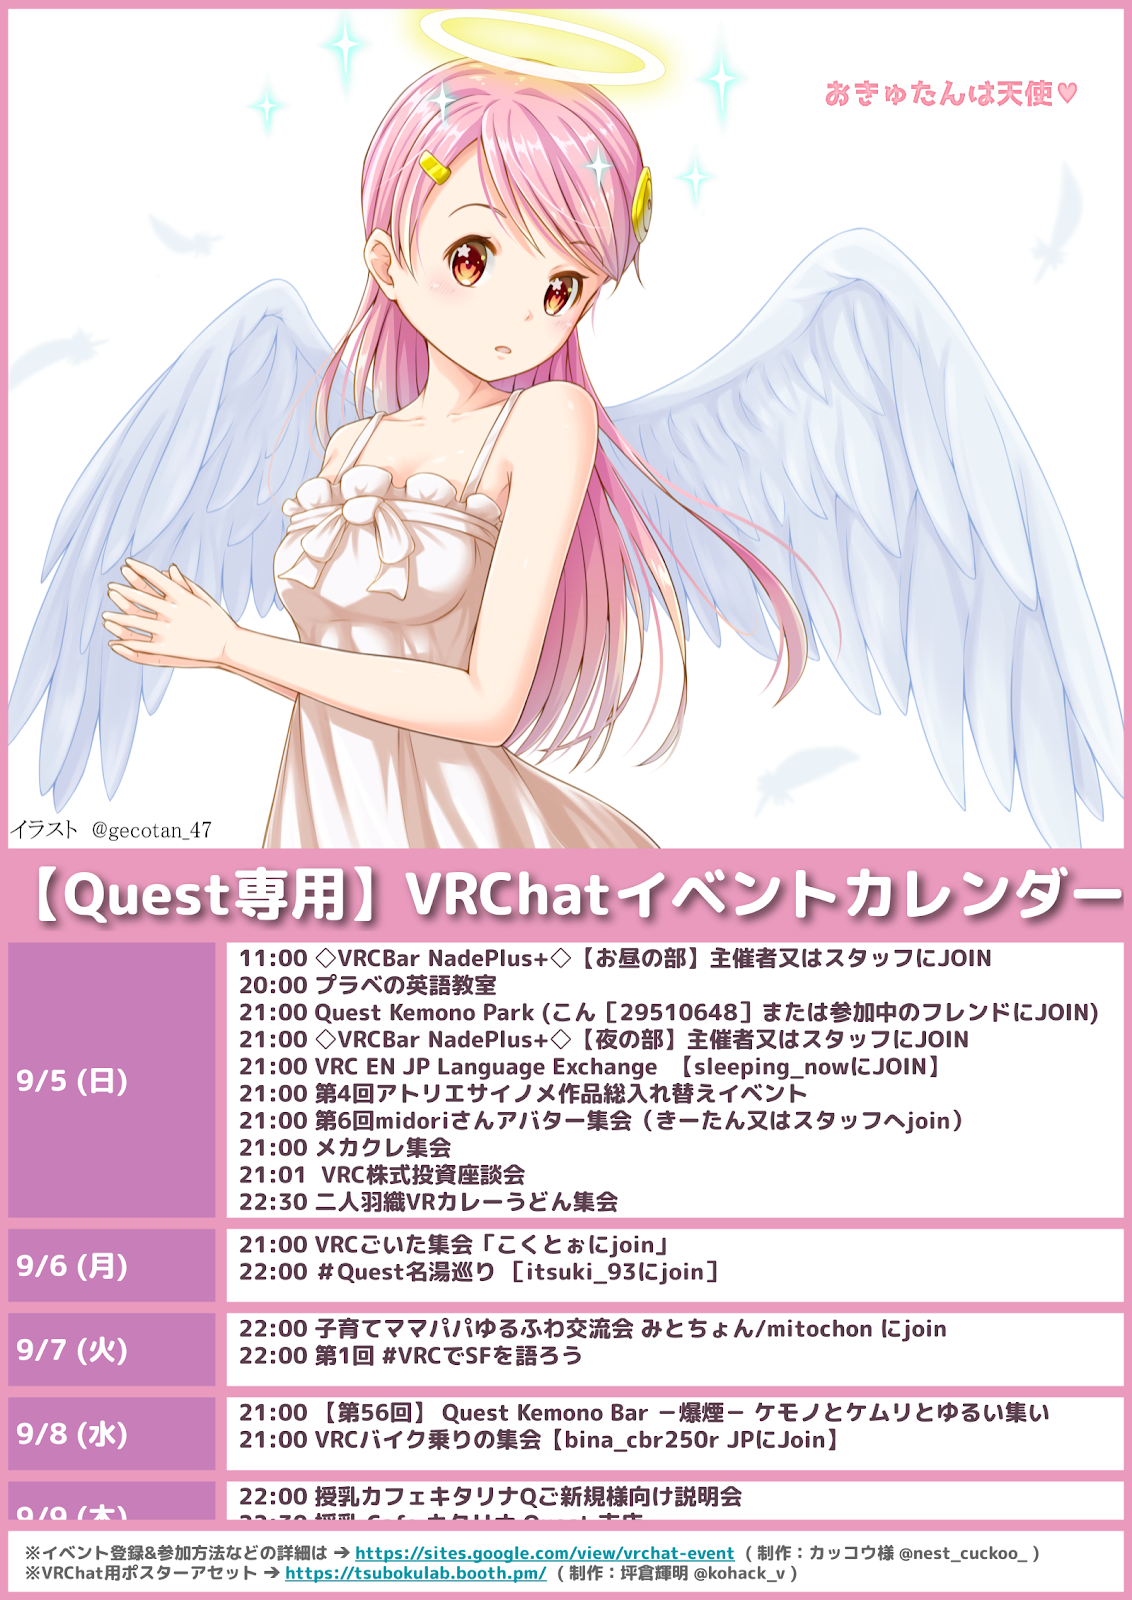 おきゅたんは天使♥
イラスト @gecotan_47
【Quest専用】VRChatイベントカレンダー
9/5 (日)
11:00 ◇VRCBar NadePlus+◇【お昼の部】主催者又はスタッフにJOIN
20:00 プラベの英語教室
21:00 Quest Kemono Park (こん［29510648］または参加中のフレンドにJOIN)
21:00 ◇VRCBar NadePlus+◇【夜の部】主催者又はスタッフにJOIN
21:00 VRC EN JP Language Exchange 【sleeping_nowにJOIN】
21:00 第4回アトリエサイノメ作品総入れ替えイベント
21:00 第6回midoriさんアバター集会（きーたん又はスタッフへjoin）
21:00 メカクレ集会
21:01 VRC株式投資座談会
22:30 二人羽織VRカレーうどん集会
9/6 (月)
21:00 VRCごいた集会「こくとぉにjoin」
22:00 ＃Quest名湯巡り ［itsuki_93にjoin］
9/7 (火)
22:00 子育てママパパゆるふわ交流会 みとちょん/mitochon にjoin
22:00 第1回 #VRCでSFを語ろう
9/8 (水)
21:00 【第56回】 Quest Kemono Bar －爆煙－ ケモノとケムリとゆるい集い
21:00 VRCバイク乗りの集会【bina_cbr250r JPにJoin】
9/9 (木)
22:00 授乳カフェキタリナQご新規様向け説明会
22:30 授乳 Cafe キタリナ Quest 支店
※イベント登録&参加方法などの詳細は ➔ https://sites.google.com/view/vrchat-event ( 制作：カッコウ様 @nest_cuckoo_ )
※VRChat用ポスターアセット ➔ https://tsubokulab.booth.pm/ ( 制作：坪倉輝明 @kohack_v )